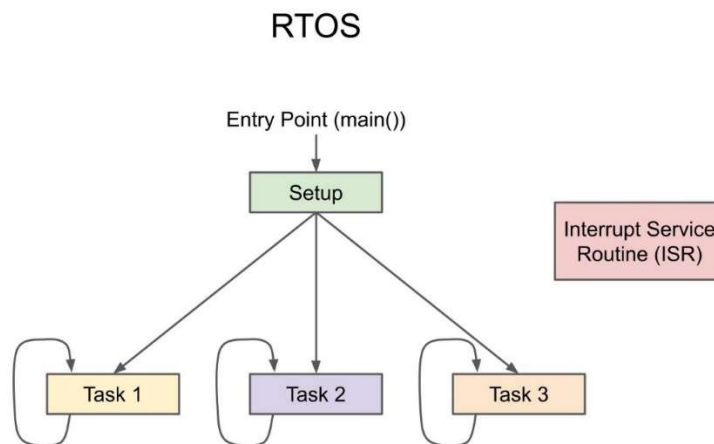 RTOS
Entry Point (main())
Setup
Interrupt Service
Routine (ISR)
Task 1
Task 2
Task 3